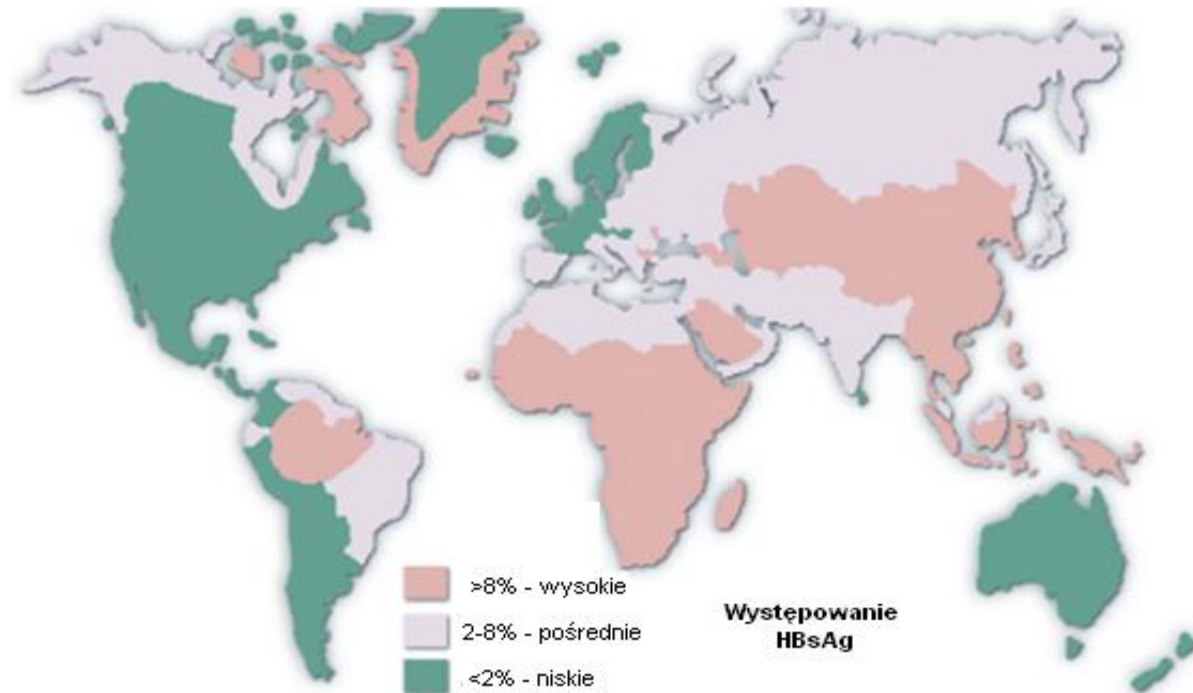 >8% - wysokie
2-8% - pośrednie
.<2% - niskie
Występowanie
HBsAg